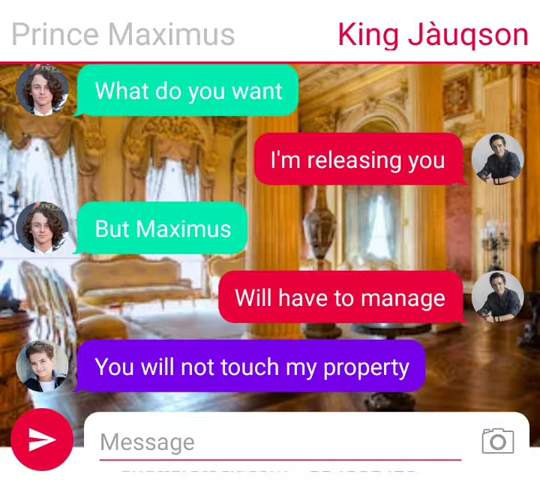 Prince Maximus
King Jàuqson
What do you want
I'm releasing you
But Maximus
Will have to manage
You will not touch my property
Message